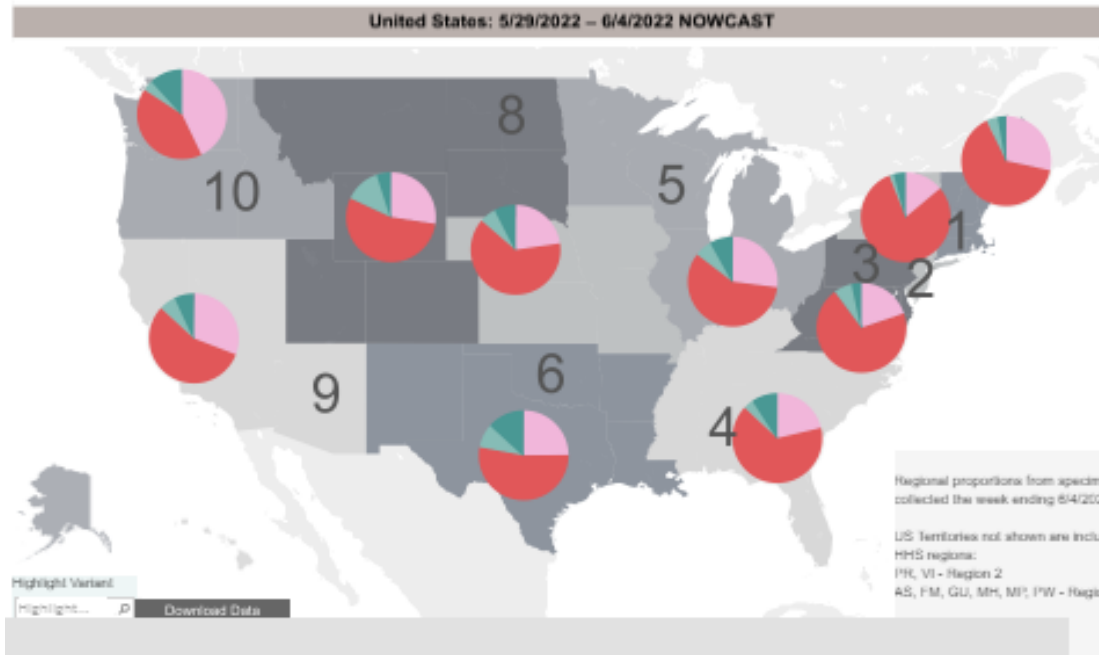 United States: 5/29/2022 – 6/4/2022 NOWCAST
8
10
5
1
3
2
9
6
4
Regional proportions from specim
collected the week ending 6/4/202
US Territories not shown are inclu
HHS regions:
PR, VI - Region 2
AS, FM, GU, MH, MP, PW - Regio
Highlight Variant
Highlight...
Download Data